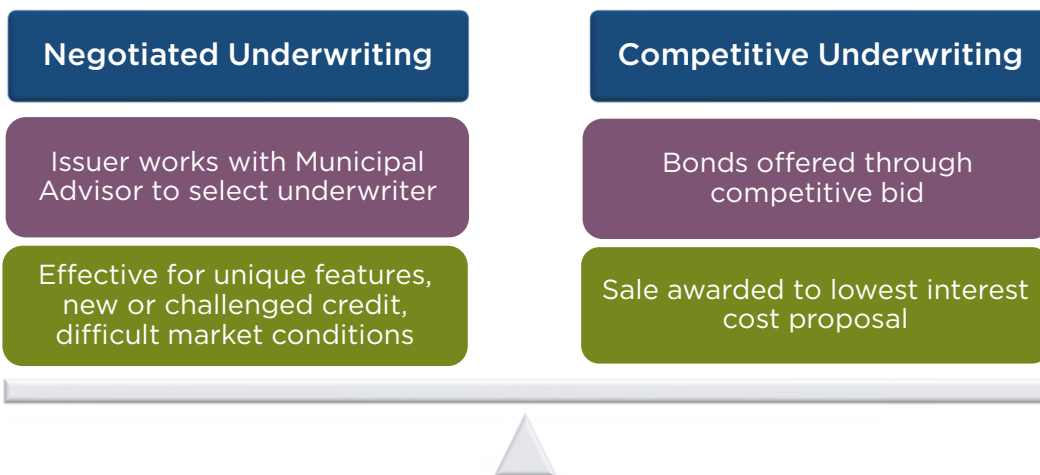 Negotiated Underwriting
Issuer works with Municipal
Advisor to select underwriter
Effective for unique features,
new or challenged credit,
difficult market conditions
Competitive Underwriting
Bonds offered through
competitive bid
Sale awarded to lowest interest
cost proposal